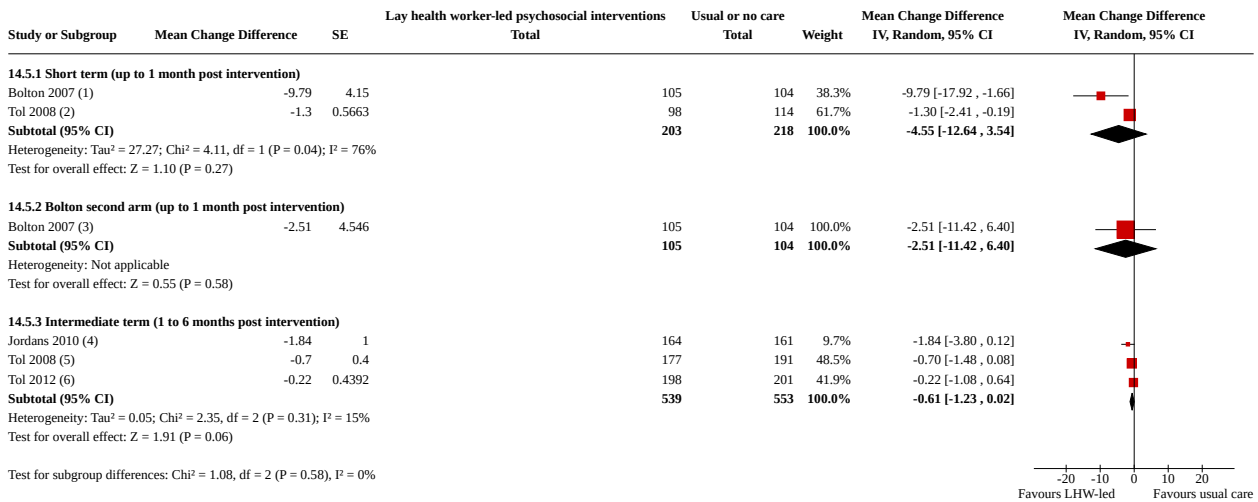 Lay health worker-led psychosocial interventions Usual or no care Mean Change Difference Mean Change Difference
Study or Subgroup Mean Change Difference SE Total Total Weight IV, Random, 95% CI IV, Random, 95% CI
14.5.1 Short term (up to 1 month post intervention)
Bolton 2007 (1) -9.79 4.15 105 104 38.3% -9.79 [-17.92 , -1.66]
Tol 2008 (2) -1.3 0.5663 98 114 61.7% -1.30 [-2.41 , -0.19]
Subtotal (95% CI) 203 218 100.0% -4.55 [-12.64 , 3.54]
Heterogeneity: Tau² = 27.27; Chi² = 4.11, df = 1 (P = 0.04); I² = 76%
Test for overall effect: Z = 1.10 (P = 0.27)
14.5.2 Bolton second arm (up to 1 month post intervention)
Bolton 2007 (3) -2.51 4.546 105 104 100.0% -2.51 [-11.42 , 6.40]
Subtotal (95% CI) 105 104 100.0% -2.51 [-11.42 , 6.40]
Heterogeneity: Not applicable
Test for overall effect: Z = 0.55 (P = 0.58)
14.5.3 Intermediate term (1 to 6 months post intervention)
Jordans 2010 (4) -1.84 1 164 161 9.7% -1.84 [-3.80 , 0.12]
Tol 2008 (5) -0.7 0.4 177 191 48.5% -0.70 [-1.48 , 0.08]
Tol 2012 (6) -0.22 0.4392 198 201 41.9% -0.22 [-1.08 , 0.64]
Subtotal (95% CI) 539 553 100.0% -0.61 [-1.23 , 0.02]
Heterogeneity: Tau² = 0.05; Chi² = 2.35, df = 2 (P = 0.31); I² = 15%
Test for overall effect: Z = 1.91 (P = 0.06)
Test for subgroup differences: Chi² = 1.08, df = 2 (P = 0.58), I² = 0%
-20 -10 0 10 20
Favours LHW-led Favours usual care